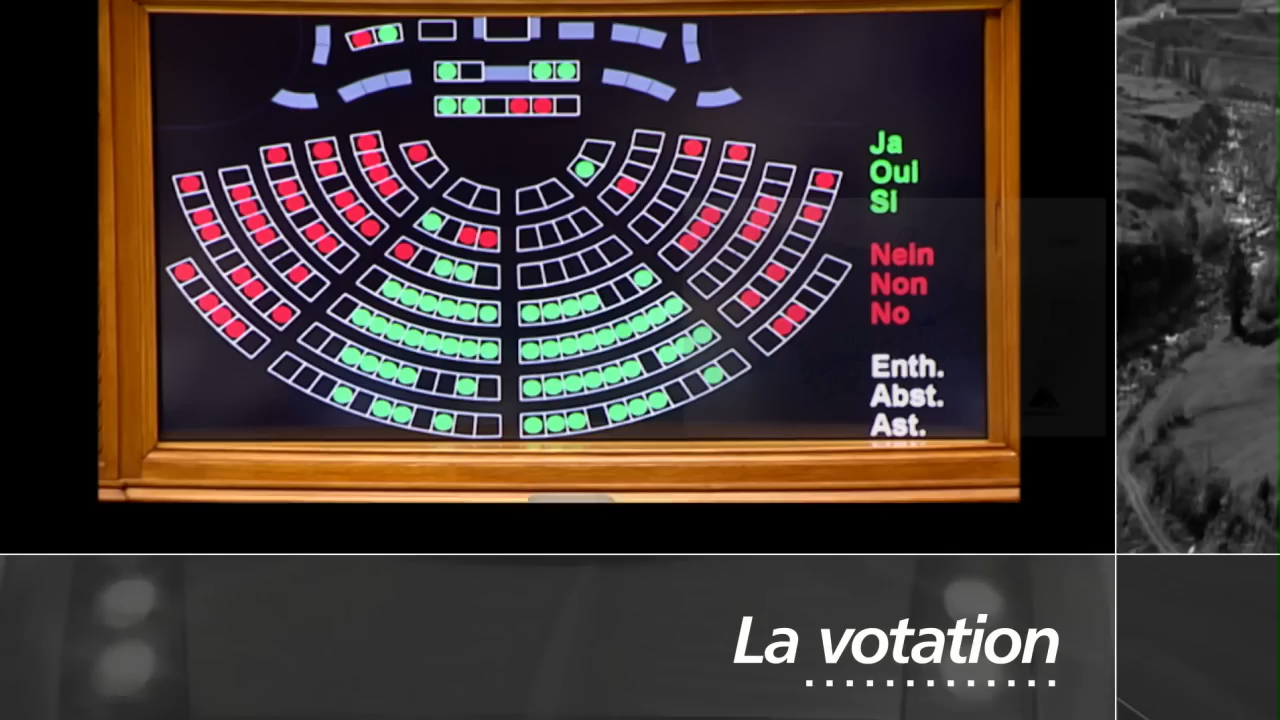 Ja
Oui
Si
Nein
Non
No
Enth.
Abst.
Ast.
La votation